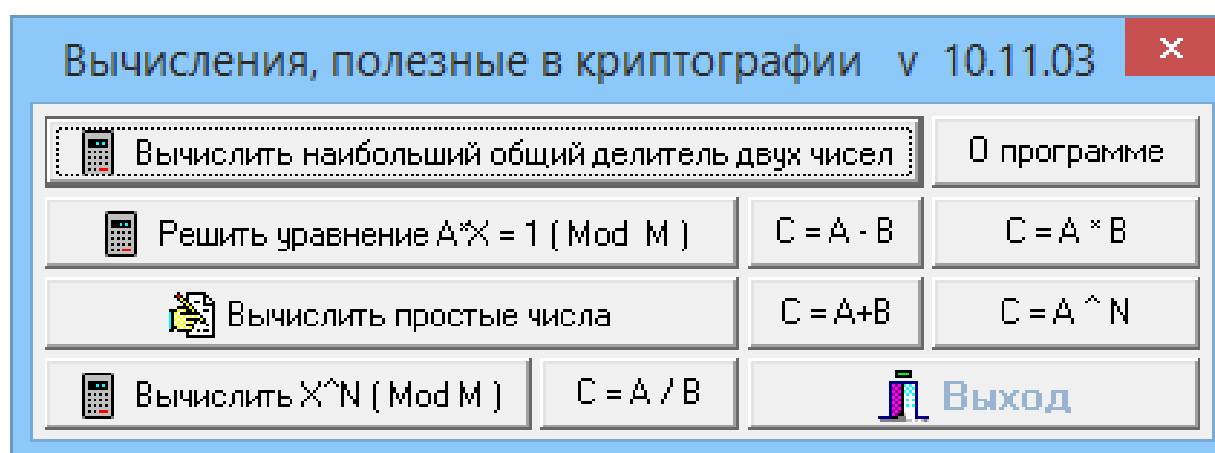 Вычисления, полезные в криптографии v 10.11.03
Вычислить наибольший общий делитель двух чисел
О программе
Решить уравнение A*X = 1 ( Mod M )
C = A - B
C = A * B
Вычислить простые числа
C = A+B
C = A ^ N
Вычислить X^N ( Mod M )
C = A / B
Выход